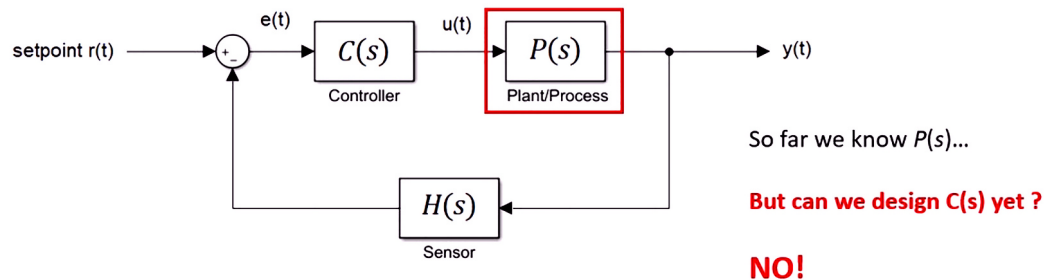 e(t)
u(t)
setpoint r(t)
+
−
C(s)
P(s)
y(t)
Controller
Plant/Process
So far we know P(s)...
But can we design C(s) yet ?
H(s)
Sensor
NO!